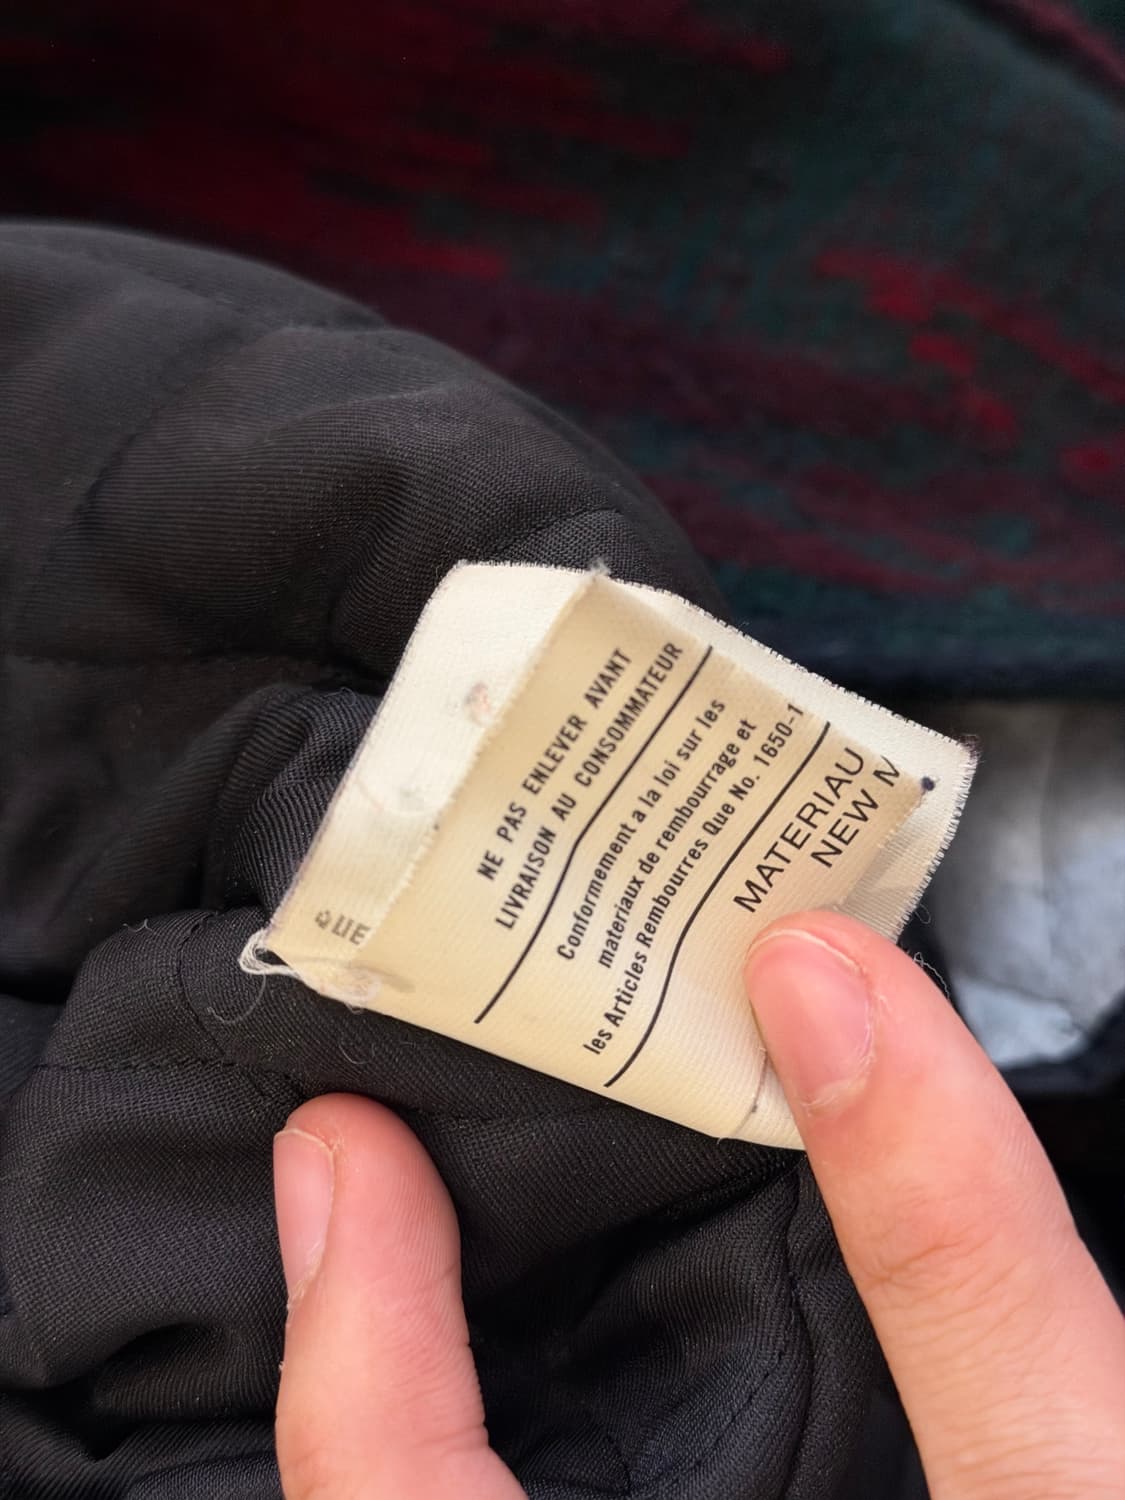 NE PAS ENLEVER AVANT
LIVRAISON AU CONSOMMATEUR
Conformement a la loi sur les
materiaux de rembourrage et
les Articles Rembourres Que No. 1650-1
MATERIAU
NEW